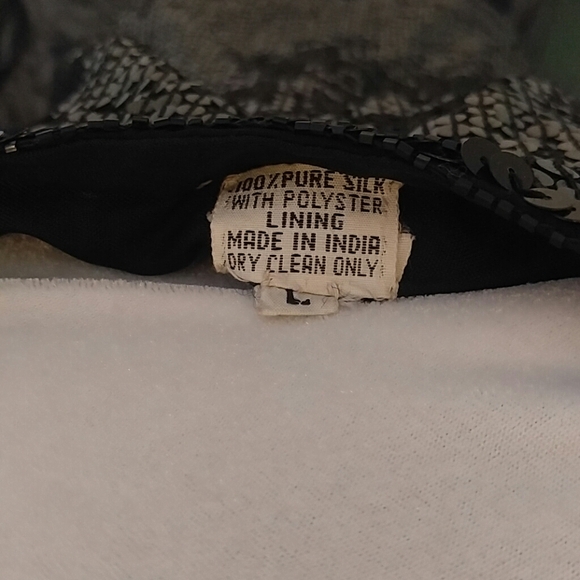 100% PURE SILK
WITH POLYSTER
LINING
MADE IN INDIA
DRY CLEAN ONLY
L